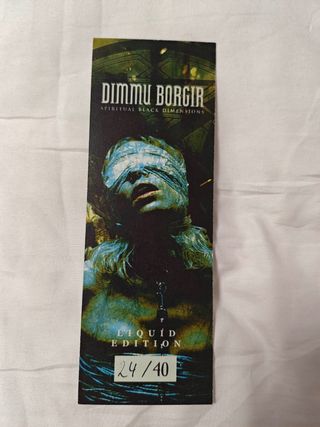 DIMMU BORGIR
SPIRITUAL BLACK DIMENSIONS
LIQUID
EDITION
24/40